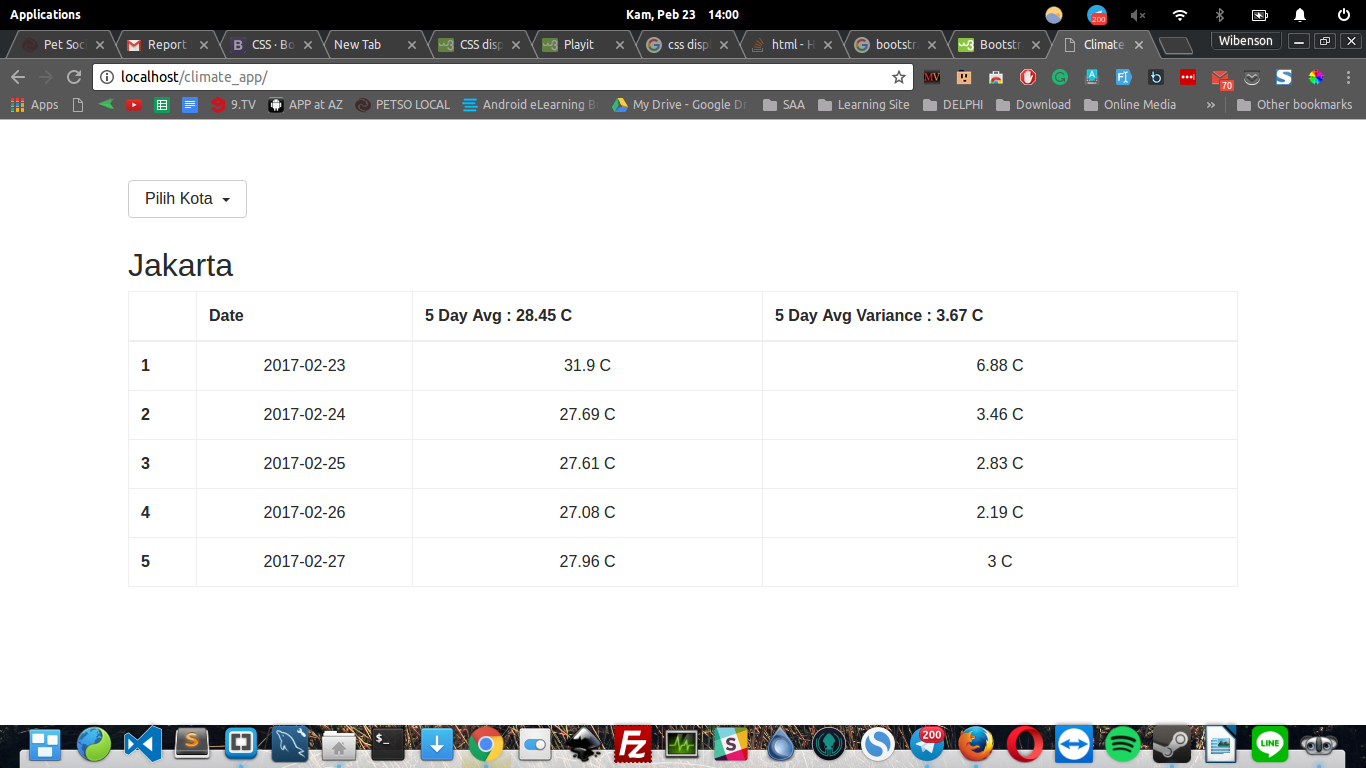 Applications Kam, Peb 23 14:00 200
Pet Soc Report CSS · Bo New Tab CSS disp Playit css displ html - H bootstr Bootstr Climate Wibenson
localhost/climate_app/ 70
Apps 9.TV APP at AZ PETSO LOCAL Android eLearning B My Drive - Google Dr SAA Learning Site DELPHI Download Online Media » Other bookmarks
Pilih Kota
Jakarta
Date 5 Day Avg : 28.45 C 5 Day Avg Variance : 3.67 C
1 2017-02-23 31.9 C 6.88 C
2 2017-02-24 27.69 C 3.46 C
3 2017-02-25 27.61 C 2.83 C
4 2017-02-26 27.08 C 2.19 C
5 2017-02-27 27.96 C 3 C
200 LINE